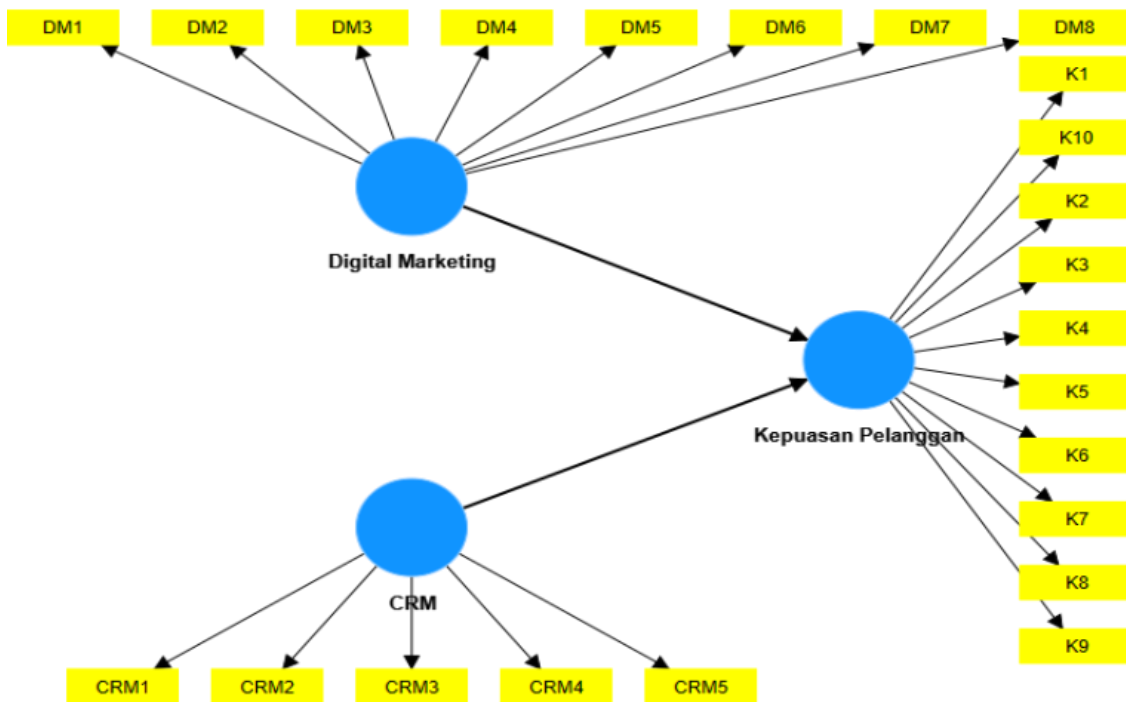 DM1
DM2
DM3
DM4
DM5
DM6
DM7
DM8
K1
K10
K2
K3
K4
K5
K6
K7
K8
K9
Digital Marketing
Kepuasan Pelanggan
CRM
CRM1
CRM2
CRM3
CRM4
CRM5